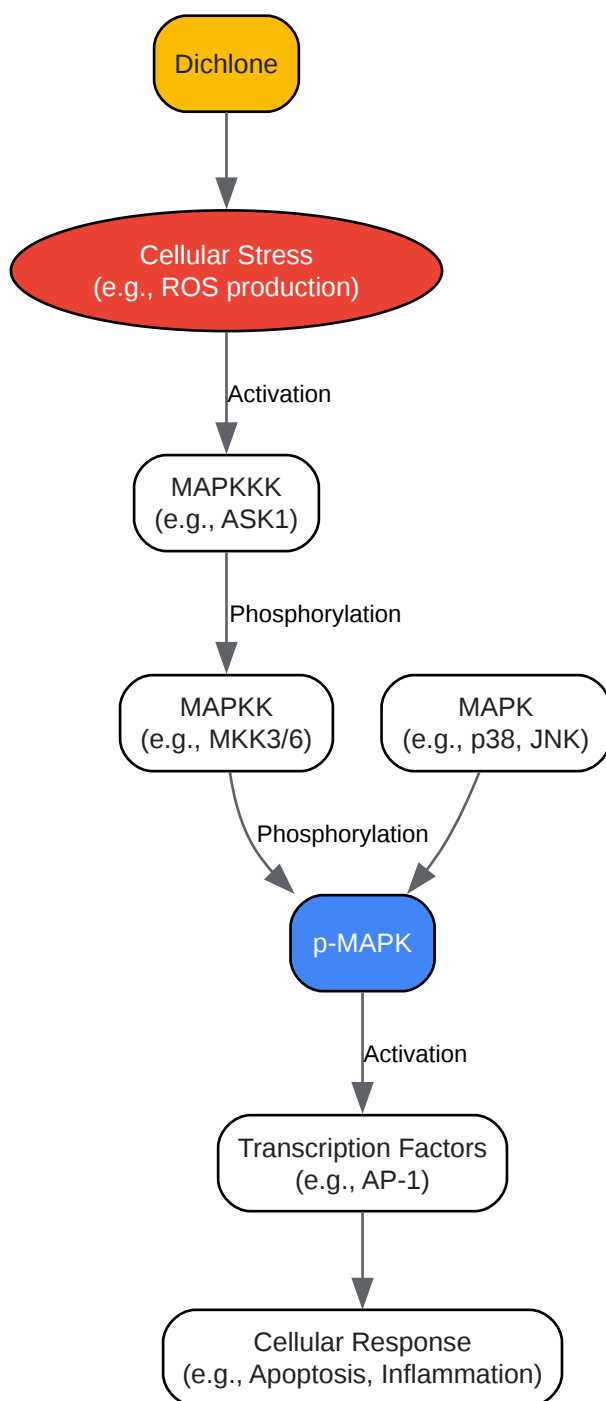 Dichlone
Cellular Stress
(e.g., ROS production)
Activation
MAPKKK
(e.g., ASK1)
Phosphorylation
MAPKK
(e.g., MKK3/6)
MAPK
(e.g., p38, JNK)
Phosphorylation
p-MAPK
Activation
Transcription Factors
(e.g., AP-1)
Cellular Response
(e.g., Apoptosis, Inflammation)